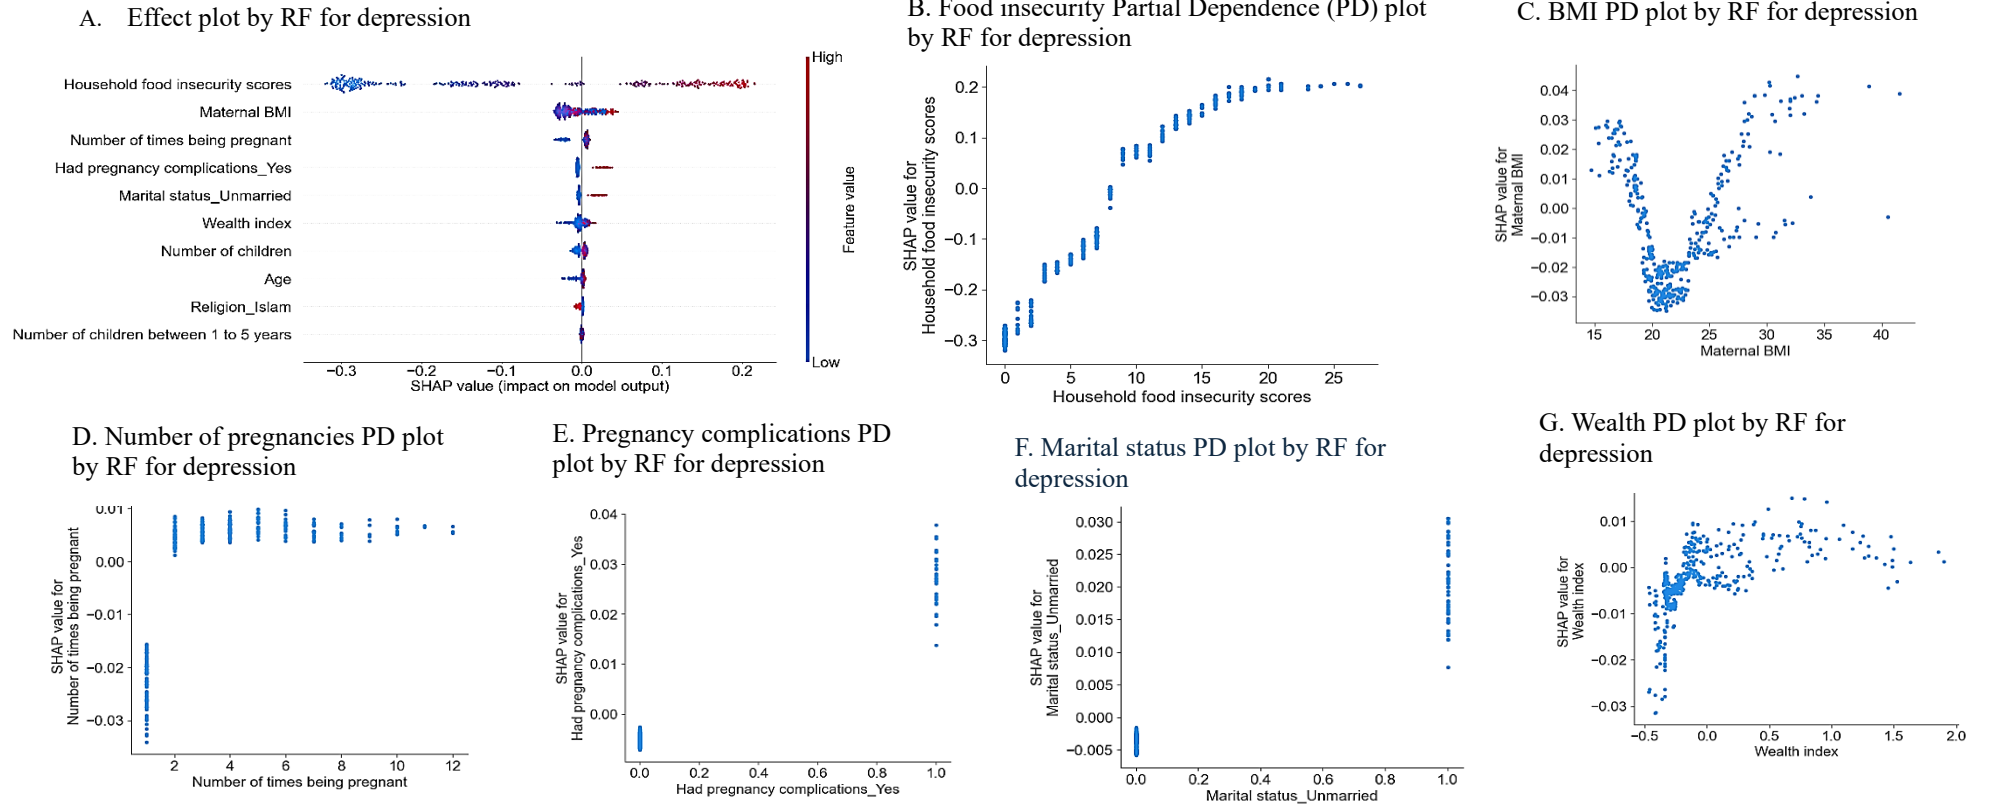 A. Effect plot by RF for depression
High
Household food insecurity scores
Maternal BMI
Number of times being pregnant
Had pregnancy complications_Yes
Marital status_Unmarried
Wealth index
Number of children
Age
Religion_Islam
Number of children between 1 to 5 years
Feature value
Low
−0.3 −0.2 −0.1 0.0 0.1 0.2
SHAP value (impact on model output)
B. Food insecurity Partial Dependence (PD) plot
by RF for depression
SHAP value for
Household food insecurity scores
0.2
0.1
0.0
−0.1
−0.2
−0.3
0 5 10 15 20 25
Household food insecurity scores
C. BMI PD plot by RF for depression
SHAP value for
Maternal BMI
0.04
0.03
0.02
0.01
0.00
−0.01
−0.02
−0.03
15 20 25 30 35 40
Maternal BMI
D. Number of pregnancies PD plot
by RF for depression
SHAP value for
Number of times being pregnant
0.01
0.00
−0.01
−0.02
−0.03
2 4 6 8 10 12
Number of times being pregnant
E. Pregnancy complications PD
plot by RF for depression
SHAP value for
Had pregnancy complications_Yes
0.04
0.03
0.02
0.01
0.00
0.0 0.2 0.4 0.6 0.8 1.0
Had pregnancy complications_Yes
F. Marital status PD plot by RF for
depression
SHAP value for
Marital status_Unmarried
0.030
0.025
0.020
0.015
0.010
0.005
0.000
−0.005
0.0 0.2 0.4 0.6 0.8 1.0
Marital status_Unmarried
G. Wealth PD plot by RF for
depression
SHAP value for
Wealth index
0.01
0.00
−0.01
−0.02
−0.03
−0.5 0.0 0.5 1.0 1.5 2.0
Wealth index